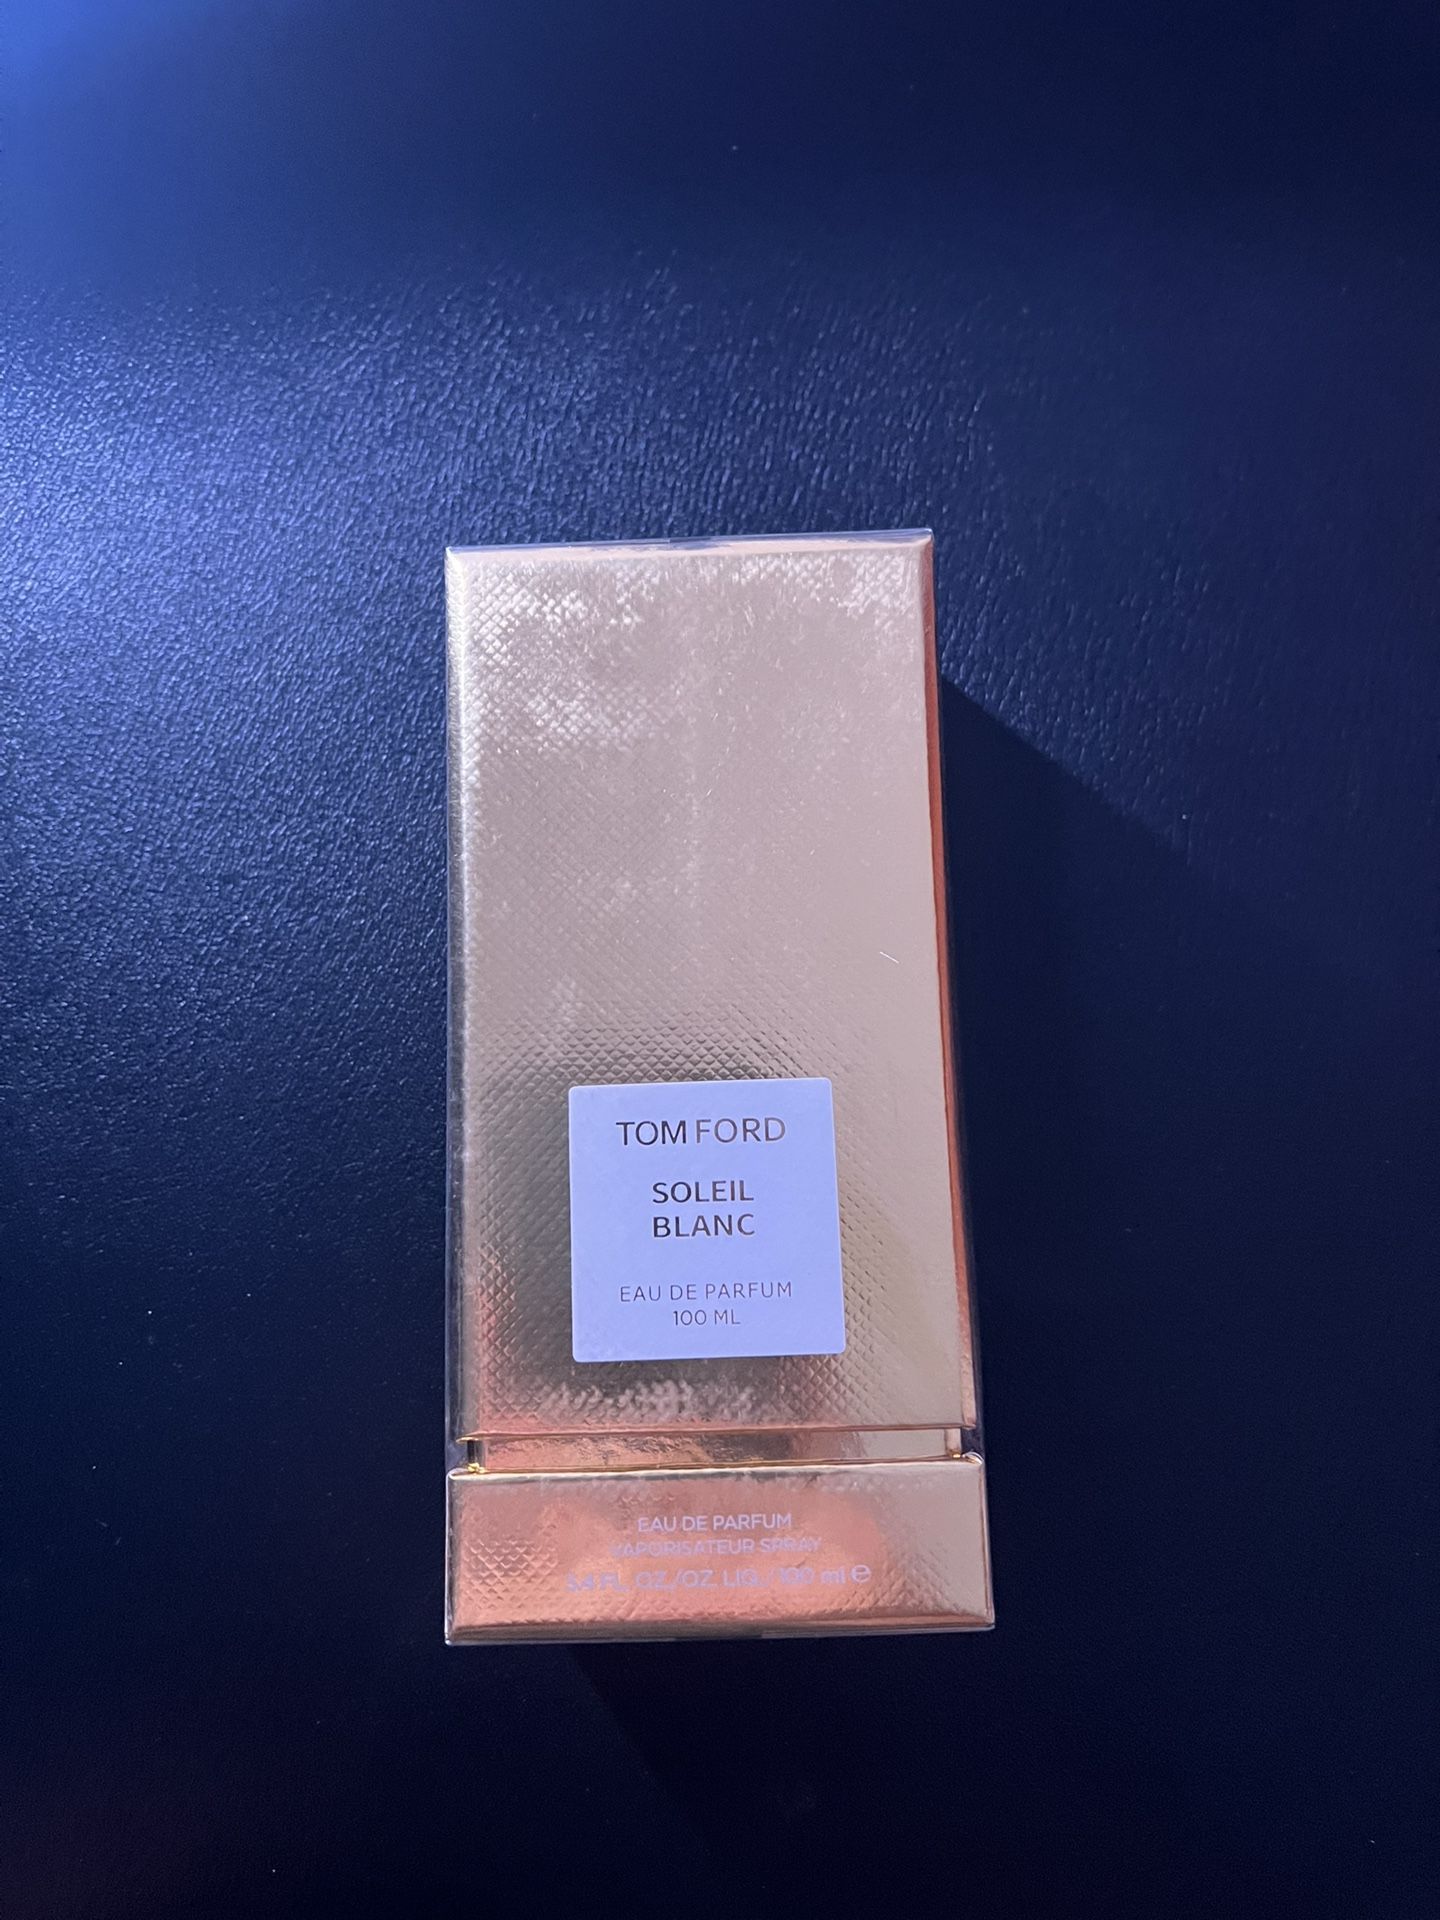 TOM FORD
SOLEIL
BLANC
EAU DE PARFUM
100 ML
EAU DE PARFUM
VAPORISATEUR SPRAY
3.4 FL. OZ./OZ. LIQ./100 ml ℮